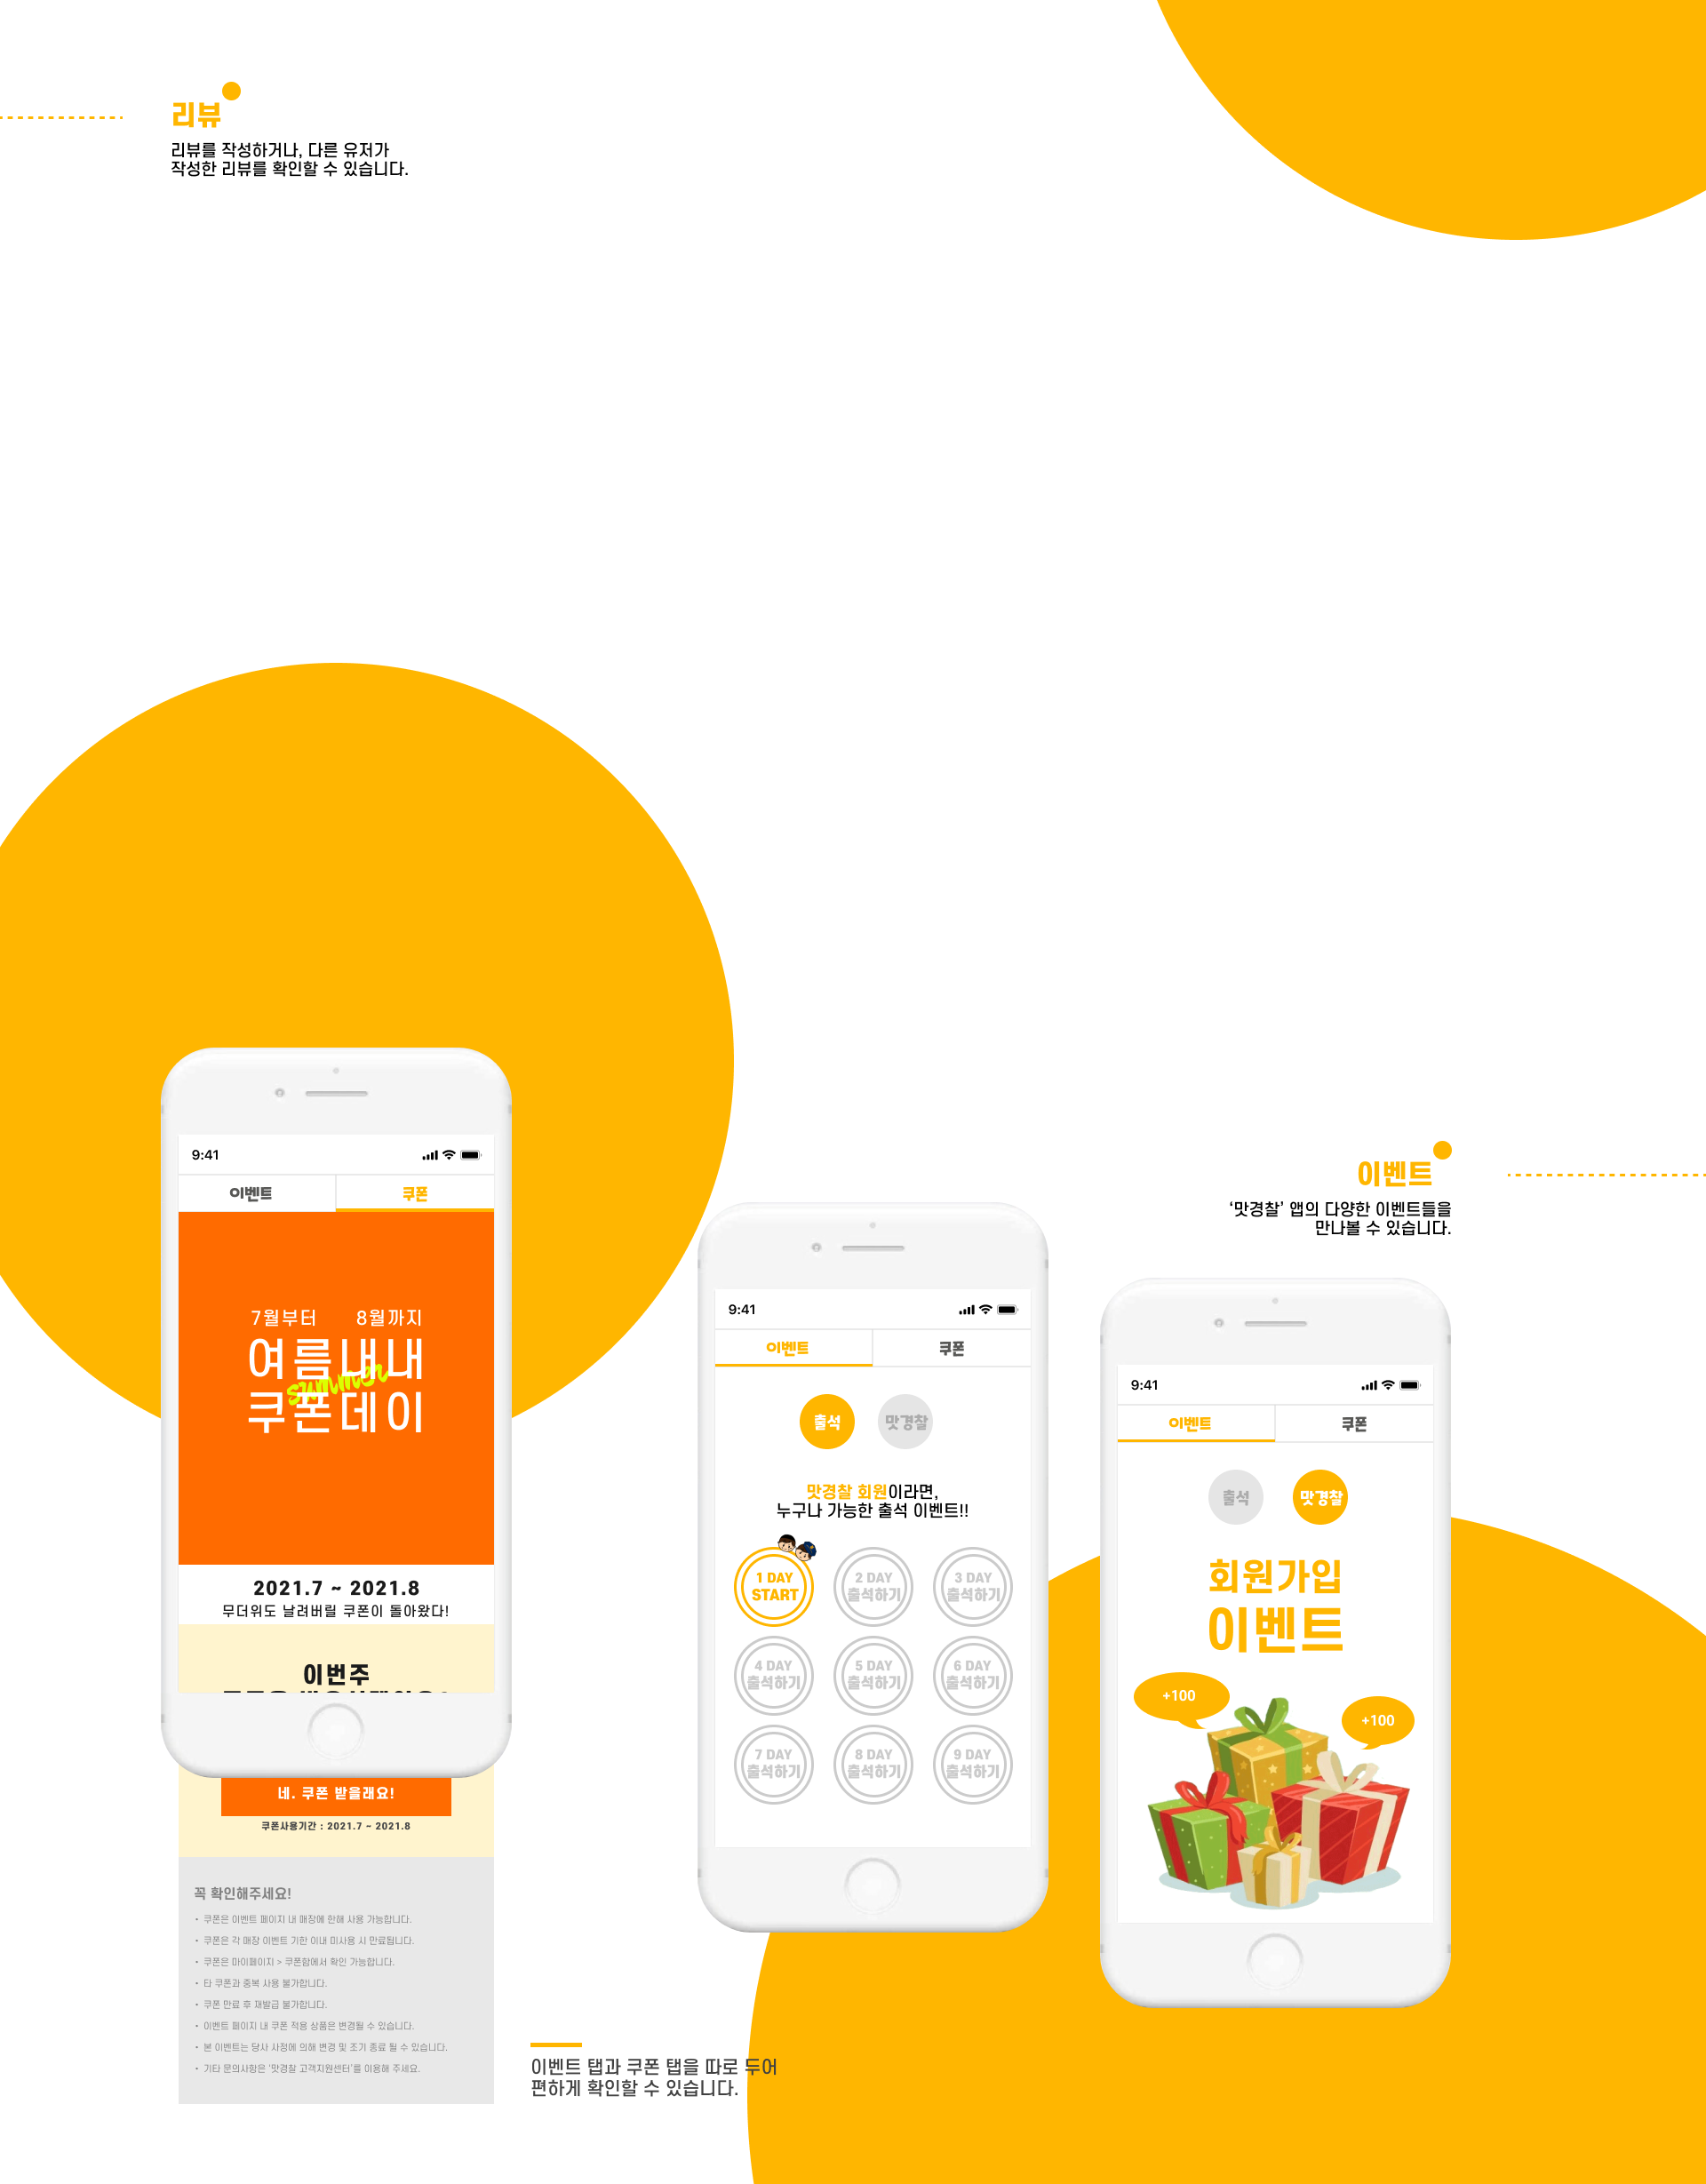 리뷰
리뷰를 작성하거나, 다른 유저가
작성한 리뷰를 확인할 수 있습니다.
9:41
이벤트
쿠폰
7월부터 8월까지
여름내내
summer
쿠폰데이
2021.7 ~ 2021.8
무더위도 날려버릴 쿠폰이 돌아왔다!
이번주
네. 쿠폰 받을래요!
쿠폰사용기간 : 2021.7 ~ 2021.8
꼭 확인해주세요!
• 쿠폰은 이벤트 페이지 내 매장에 한해 사용 가능합니다.
• 쿠폰은 각 매장 이벤트 기한 이내 미사용 시 만료됩니다.
• 쿠폰은 마이페이지 > 쿠폰함에서 확인 가능합니다.
• 타 쿠폰과 중복 사용 불가합니다.
• 쿠폰 만료 후 재발급 불가합니다.
• 이벤트 페이지 내 쿠폰 적용 상품은 변경될 수 있습니다.
• 본 이벤트는 당사 사정에 의해 변경 및 조기 종료 될 수 있습니다.
• 기타 문의사항은 '맛경찰 고객지원센터'를 이용해 주세요.
9:41
이벤트
쿠폰
출석
맛경찰
맛경찰 회원이라면,
누구나 가능한 출석 이벤트!!
1 DAY
START
2 DAY
출석하기
3 DAY
출석하기
4 DAY
출석하기
5 DAY
출석하기
6 DAY
출석하기
7 DAY
출석하기
8 DAY
출석하기
9 DAY
출석하기
이벤트
‘맛경찰’ 앱의 다양한 이벤트들을
만나볼 수 있습니다.
9:41
이벤트
쿠폰
출석
맛경찰
회원가입
이벤트
+100
+100
이벤트 탭과 쿠폰 탭을 따로 두어
편하게 확인할 수 있습니다.